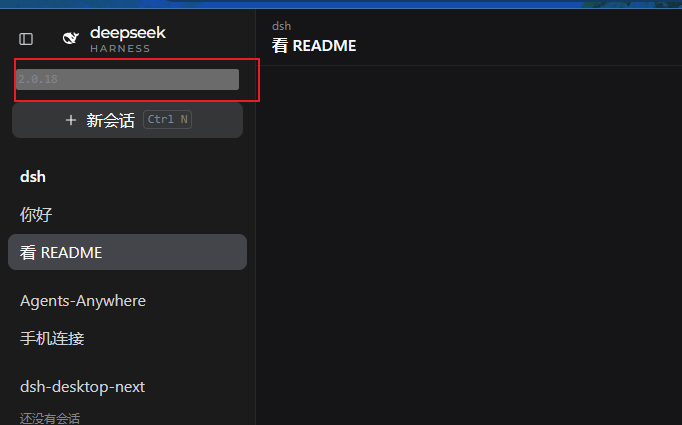 deepseek
HARNESS
dsh
看 README
2.0.18
+ 新会话 Ctrl N
dsh
你好
看 README
Agents-Anywhere
手机连接
dsh-desktop-next
还没有会话